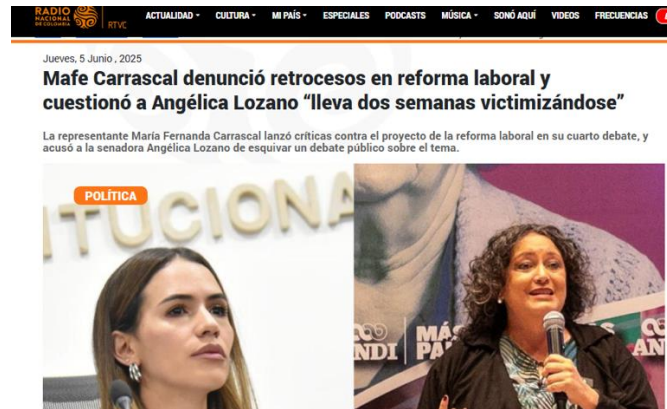 RADIO
NACIONAL
DE COLOMBIA
RTVC
ACTUALIDAD
CULTURA
MI PAÍS
ESPECIALES
PODCASTS
MÚSICA
SONÓ AQUÍ
VIDEOS
FRECUENCIAS
Jueves, 5 Junio , 2025
Mafe Carrascal denunció retrocesos en reforma laboral y
cuestionó a Angélica Lozano “lleva dos semanas victimizándose”
La representante María Fernanda Carrascal lanzó críticas contra el proyecto de la reforma laboral en su cuarto debate, y
acusó a la senadora Angélica Lozano de esquivar un debate público sobre el tema.
POLÍTICA
TUCIONA
NDI
MÁS
PA
AN